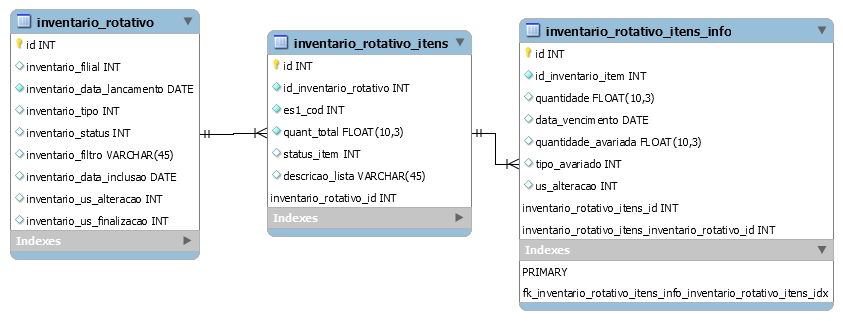 inventario_rotativo
id INT
inventario_filial INT
inventario_data_lancamento DATE
inventario_tipo INT
inventario_status INT
inventario_filtro VARCHAR(45)
inventario_data_inclusao DATE
inventario_us_alteracao INT
inventario_us_finalizacao INT
Indexes
inventario_rotativo_itens
id INT
id_inventario_rotativo INT
es1_cod INT
quant_total FLOAT(10,3)
status_item INT
descricao_lista VARCHAR(45)
inventario_rotativo_id INT
Indexes
inventario_rotativo_itens_info
id INT
id_inventario_item INT
quantidade FLOAT(10,3)
data_vencimento DATE
quantidade_avariada FLOAT(10,3)
tipo_avariado INT
us_alteracao INT
inventario_rotativo_itens_id INT
inventario_rotativo_itens_inventario_rotativo_id INT
Indexes
PRIMARY
fk_inventario_rotativo_itens_info_inventario_rotativo_itens_idx